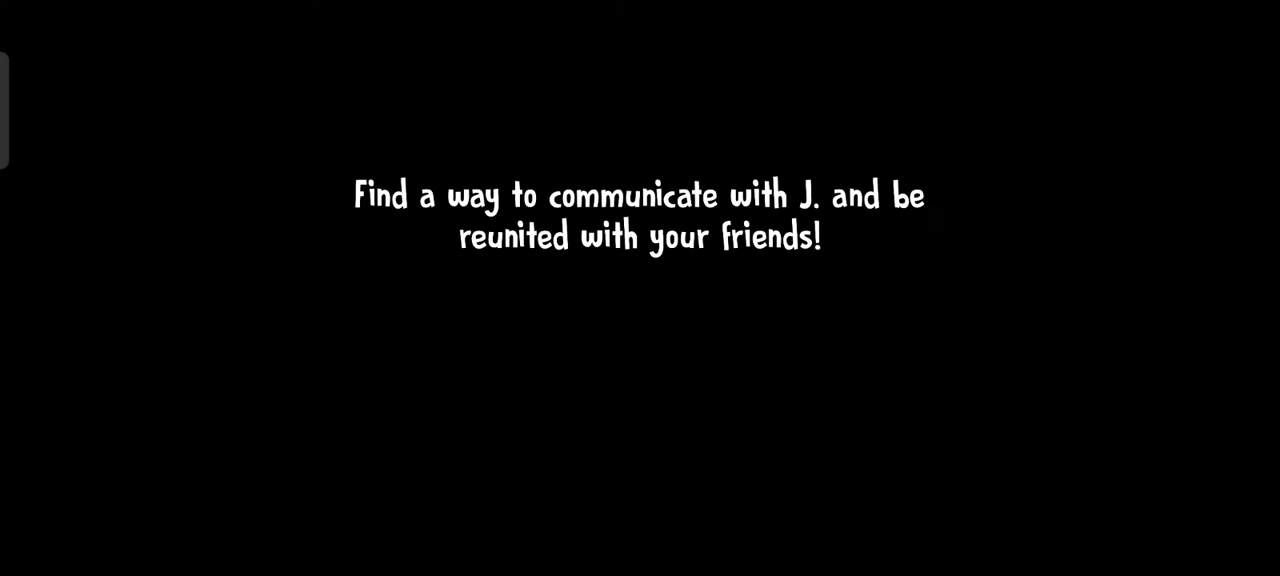 Find a way to communicate with J. and be
reunited with your friends!